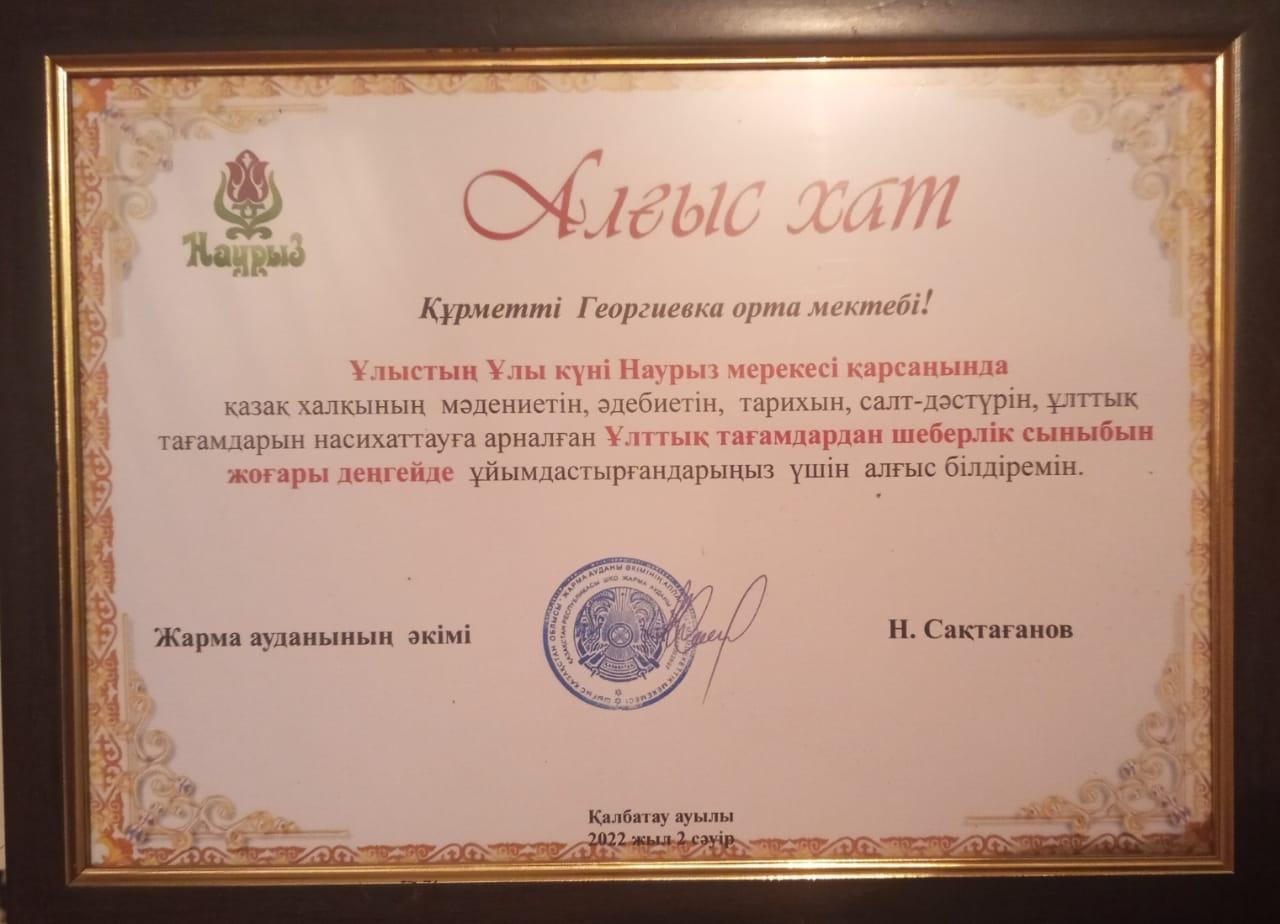 Наурыз
Алғыс хат
Құрметті Георгиевка орта мектебі!
Ұлыстың Ұлы күні Наурыз мерекесі қарсаңында
қазақ халқының мәдениетін, әдебиетін, тарихын, салт-дәстүрін, ұлттық
тағамдарын насихаттауға арналған Ұлттық тағамдардан шеберлік сыныбын
жоғары деңгейде ұйымдастырғандарыңыз үшін алғыс білдіремін.
Жарма ауданының әкімі
Н. Сақтағанов
Қалбатау ауылы
2022 жыл 2 сәуір